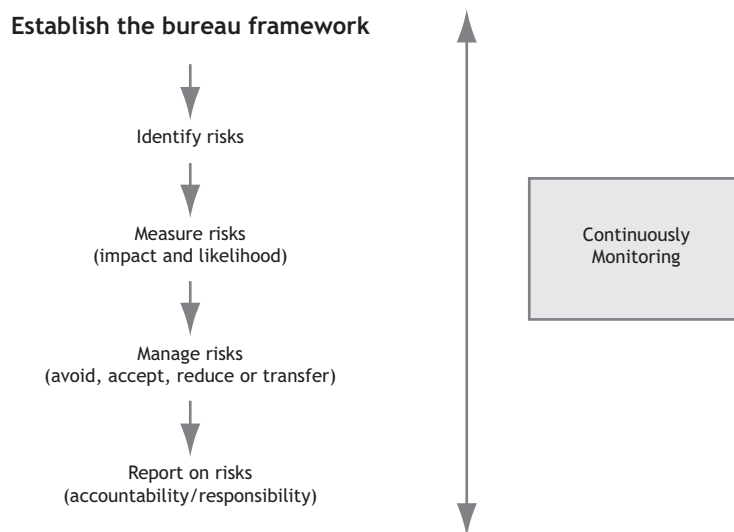 Establish the bureau framework
Identify risks
Measure risks
(impact and likelihood)
Manage risks
(avoid, accept, reduce or transfer)
Report on risks
(accountability/responsibility)
Continuously
Monitoring